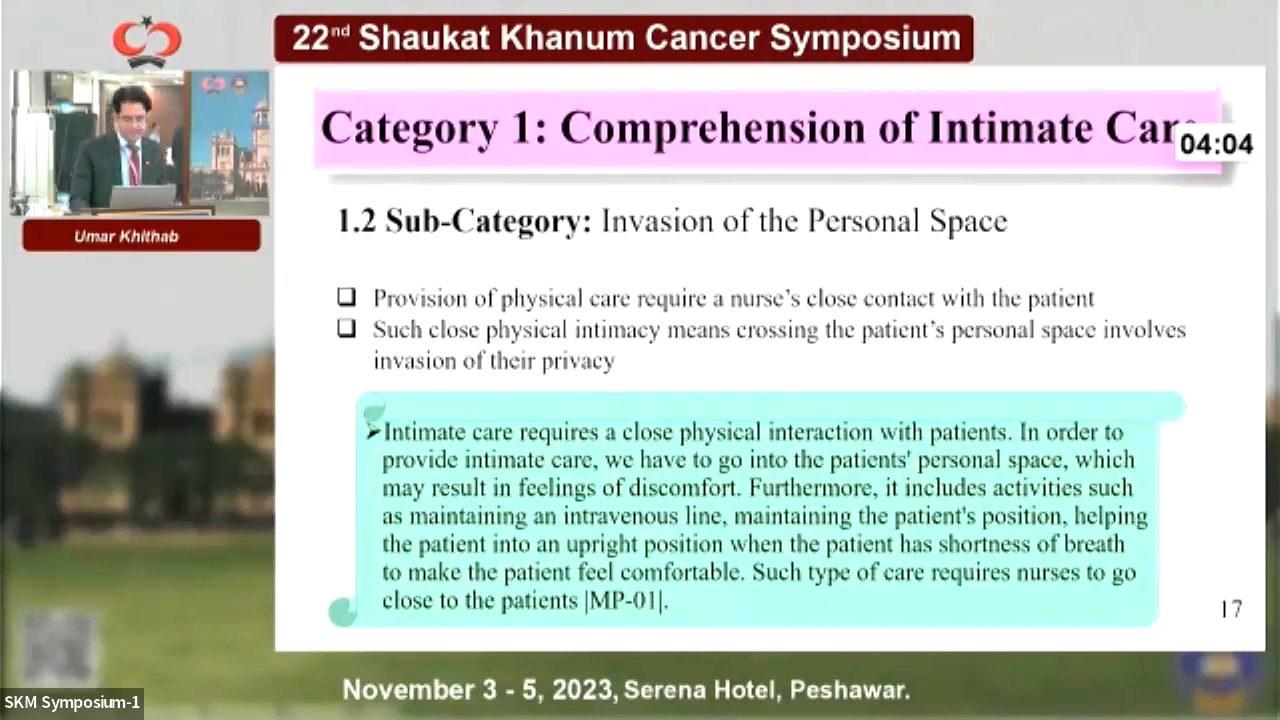 22nd Shaukat Khanum Cancer Symposium
Category 1: Comprehension of Intimate
04:04
Umar Khithab
1.2 Sub-Category: Invasion of the Personal Space
❑ Provision of physical care require a nurse's close contact with the patient
❑ Such close physical intimacy means crossing the patient's personal space involves
invasion of their privacy
➤Intimate care requires a close physical interaction with patients. In order to
provide intimate care, we have to go into the patients' personal space, which
may result in feelings of discomfort. Furthermore, it includes activities such
as maintaining an intravenous line, maintaining the patient's position, helping
the patient into an upright position when the patient has shortness of breath
to make the patient feel comfortable. Such type of care requires nurses to go
close to the patients |MP-01|.
17
November 3 - 5, 2023, Serena Hotel, Peshawar.
SKM Symposium-1